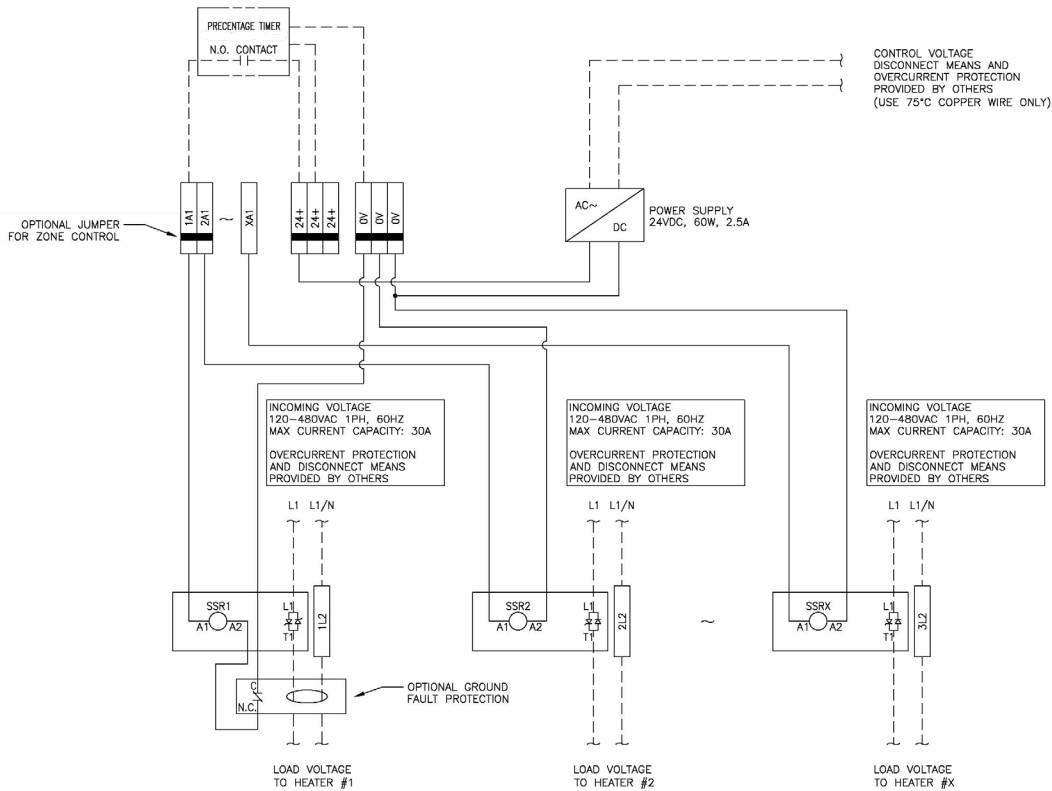 PRECENTAGE TIMER
N.O. CONTACT
CONTROL VOLTAGE
DISCONNECT MEANS AND
OVERCURRENT PROTECTION
PROVIDED BY OTHERS
(USE 75°C COPPER WIRE ONLY)
OPTIONAL JUMPER
FOR ZONE CONTROL
1A1
2A1
~
XA1
24+
24+
24+
0V
0V
0V
AC~
DC
POWER SUPPLY
24VDC, 60W, 2.5A
INCOMING VOLTAGE
120-480VAC 1PH, 60HZ
MAX CURRENT CAPACITY: 30A
OVERCURRENT PROTECTION
AND DISCONNECT MEANS
PROVIDED BY OTHERS
INCOMING VOLTAGE
120-480VAC 1PH, 60HZ
MAX CURRENT CAPACITY: 30A
OVERCURRENT PROTECTION
AND DISCONNECT MEANS
PROVIDED BY OTHERS
INCOMING VOLTAGE
120-480VAC 1PH, 60HZ
MAX CURRENT CAPACITY: 30A
OVERCURRENT PROTECTION
AND DISCONNECT MEANS
PROVIDED BY OTHERS
L1 L1/N
L1 L1/N
L1 L1/N
SSR1
A1 A2
L1
T1
1L2
SSR2
A1 A2
L1
T1
2L2
~
SSRX
A1 A2
L1
T1
3L2
C
N.C.
OPTIONAL GROUND
FAULT PROTECTION
LOAD VOLTAGE
TO HEATER #1
LOAD VOLTAGE
TO HEATER #2
LOAD VOLTAGE
TO HEATER #X